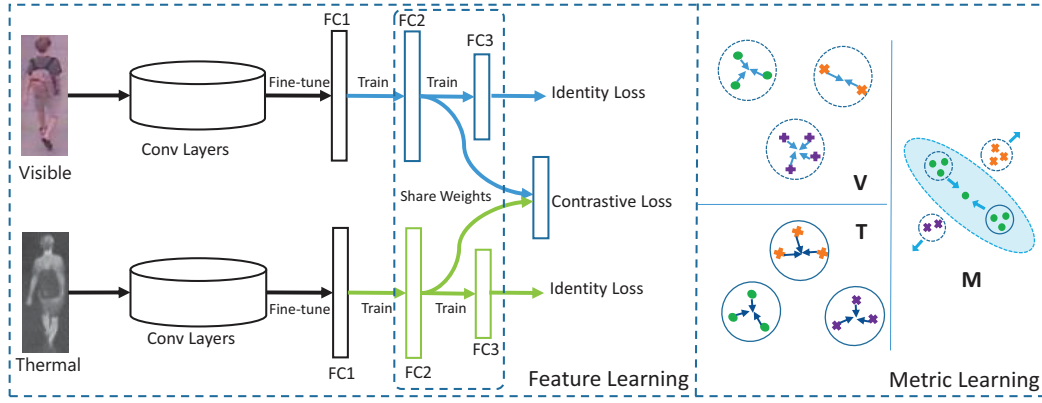 FC1
FC2
FC3
Fine-tune
Train
Train
Identity Loss
Conv Layers
Visible
Share Weights
Contrastive Loss
Fine-tune
Train
Train
Identity Loss
Conv Layers
Thermal
FC1
FC2
FC3
Feature Learning
V
T
M
Metric Learning